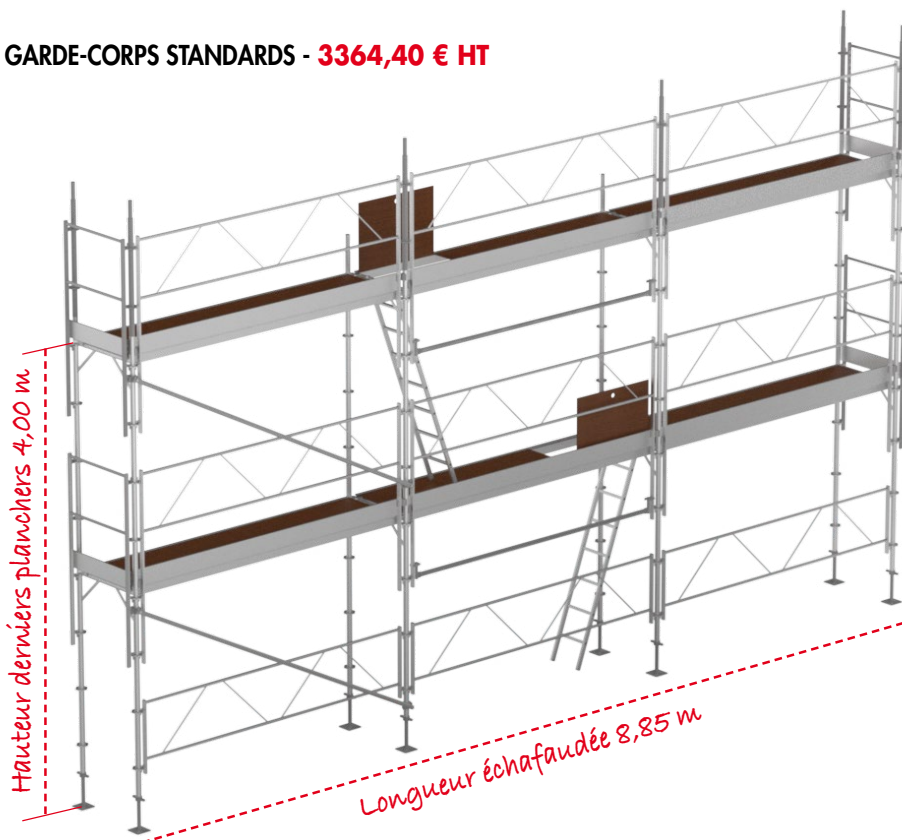 GARDE-CORPS STANDARDS - 3364,40 € HT
Hauteur derniers planchers 4,00 m
Longueur échafaudée 8,85 m